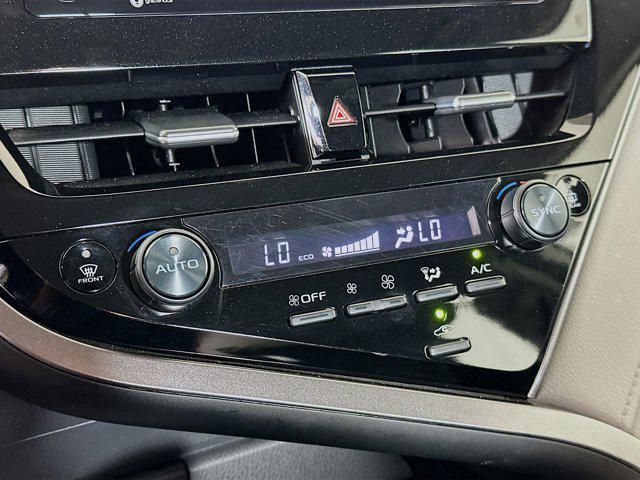 FRONT
AUTO
LO ECO LO
SYNC
OFF
A/C